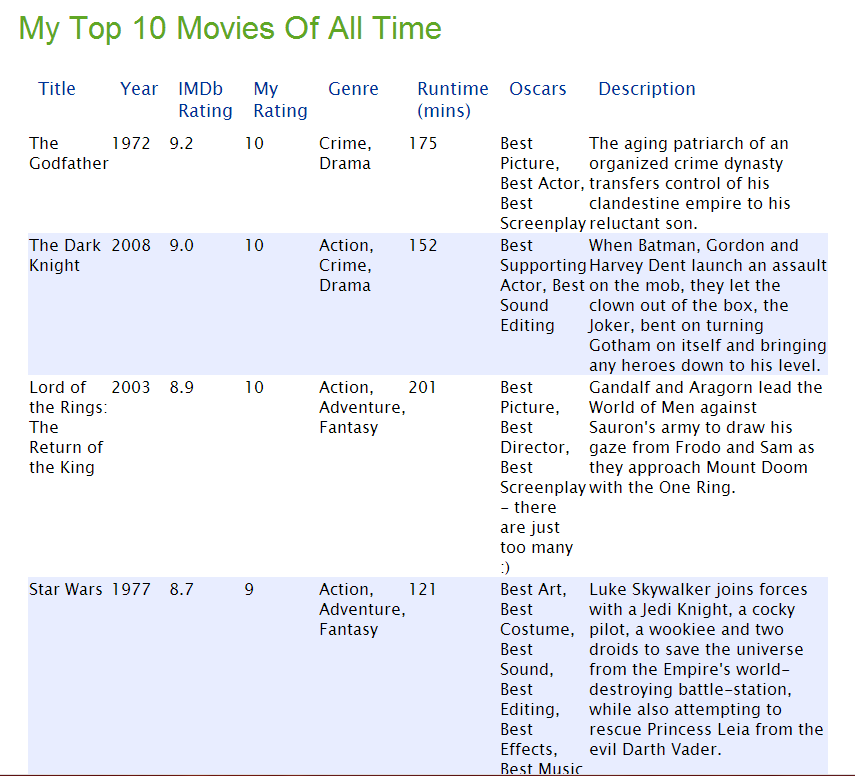 My Top 10 Movies Of All Time
Title
Year
IMDb
Rating
My
Rating
Genre
Runtime
(mins)
Oscars
Description
The
Godfather
1972
9.2
10
Crime,
Drama
175
Best
Picture,
Best Actor,
Best
Screenplay
The aging patriarch of an
organized crime dynasty
transfers control of his
clandestine empire to his
reluctant son.
The Dark
Knight
2008
9.0
10
Action,
Crime,
Drama
152
Best
Supporting
Actor, Best
Sound
Editing
When Batman, Gordon and
Harvey Dent launch an assault
on the mob, they let the
clown out of the box, the
Joker, bent on turning
Gotham on itself and bringing
any heroes down to his level.
Lord of
the Rings:
The
Return of
the King
2003
8.9
10
Action,
Adventure,
Fantasy
201
Best
Picture,
Best
Director,
Best
Screenplay
- there
are just
too many
:)
Gandalf and Aragorn lead the
World of Men against
Sauron's army to draw his
gaze from Frodo and Sam as
they approach Mount Doom
with the One Ring.
Star Wars
1977
8.7
9
Action,
Adventure,
Fantasy
121
Best Art,
Best
Costume,
Best
Sound,
Best
Editing,
Best
Effects,
Best Music
Luke Skywalker joins forces
with a Jedi Knight, a cocky
pilot, a wookiee and two
droids to save the universe
from the Empire's world-
destroying battle-station,
while also attempting to
rescue Princess Leia from the
evil Darth Vader.